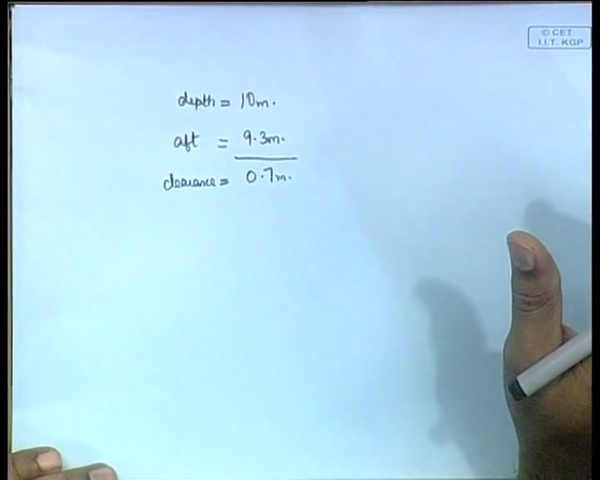 © CET
I.I.T. KGP
depth = 10m.
aft = 9.3m.
clearance = 0.7m.